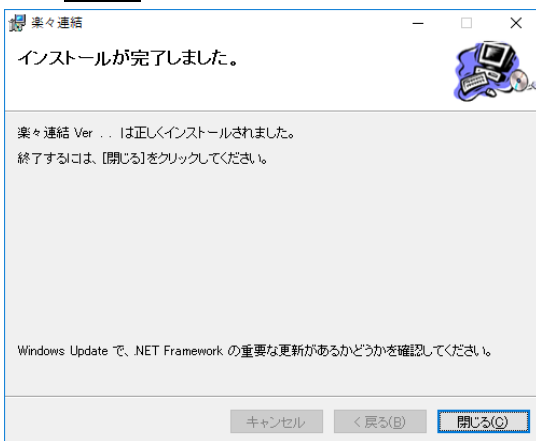 楽々連結
インストールが完了しました。
楽々連結 Ver . . は正しくインストールされました。
終了するには、[閉じる]をクリックしてください。
Windows Update で、.NET Framework の重要な更新があるかどうかを確認してください。
キャンセル
< 戻る(B)
閉じる(C)